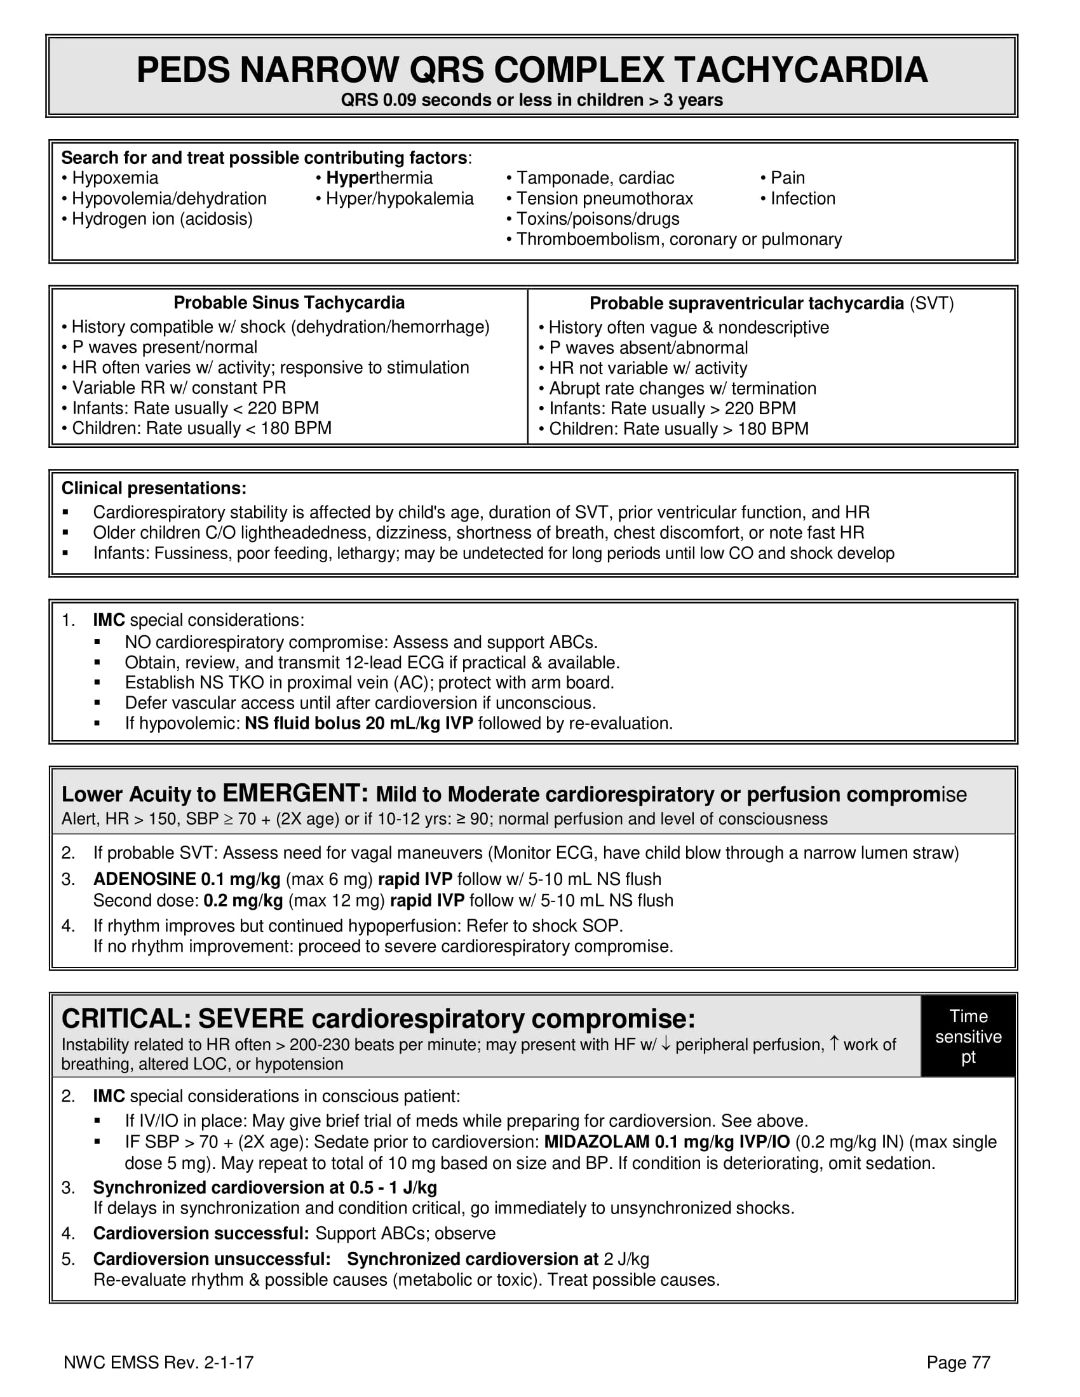 PEDS NARROW QRS COMPLEX TACHYCARDIA
QRS 0.09 seconds or less in children > 3 years
Search for and treat possible contributing factors:
• Hypoxemia • Hyperthermia • Tamponade, cardiac • Pain
• Hypovolemia/dehydration • Hyper/hypokalemia • Tension pneumothorax • Infection
• Hydrogen ion (acidosis) • Toxins/poisons/drugs
• Thromboembolism, coronary or pulmonary
Probable Sinus Tachycardia
• History compatible w/ shock (dehydration/hemorrhage)
• P waves present/normal
• HR often varies w/ activity; responsive to stimulation
• Variable RR w/ constant PR
• Infants: Rate usually < 220 BPM
• Children: Rate usually < 180 BPM
Probable supraventricular tachycardia (SVT)
• History often vague & nondescriptive
• P waves absent/abnormal
• HR not variable w/ activity
• Abrupt rate changes w/ termination
• Infants: Rate usually > 220 BPM
• Children: Rate usually > 180 BPM
Clinical presentations:
▪ Cardiorespiratory stability is affected by child's age, duration of SVT, prior ventricular function, and HR
▪ Older children C/O lightheadedness, dizziness, shortness of breath, chest discomfort, or note fast HR
▪ Infants: Fussiness, poor feeding, lethargy; may be undetected for long periods until low CO and shock develop
1. IMC special considerations:
▪ NO cardiorespiratory compromise: Assess and support ABCs.
▪ Obtain, review, and transmit 12-lead ECG if practical & available.
▪ Establish NS TKO in proximal vein (AC); protect with arm board.
▪ Defer vascular access until after cardioversion if unconscious.
▪ If hypovolemic: NS fluid bolus 20 mL/kg IVP followed by re-evaluation.
Lower Acuity to EMERGENT: Mild to Moderate cardiorespiratory or perfusion compromise
Alert, HR > 150, SBP ≥ 70 + (2X age) or if 10-12 yrs: ≥ 90; normal perfusion and level of consciousness
2. If probable SVT: Assess need for vagal maneuvers (Monitor ECG, have child blow through a narrow lumen straw)
3. ADENOSINE 0.1 mg/kg (max 6 mg) rapid IVP follow w/ 5-10 mL NS flush
Second dose: 0.2 mg/kg (max 12 mg) rapid IVP follow w/ 5-10 mL NS flush
4. If rhythm improves but continued hypoperfusion: Refer to shock SOP.
If no rhythm improvement: proceed to severe cardiorespiratory compromise.
CRITICAL: SEVERE cardiorespiratory compromise:
Instability related to HR often > 200-230 beats per minute; may present with HF w/ ↓ peripheral perfusion, ↑ work of
breathing, altered LOC, or hypotension
Time
sensitive
pt
2. IMC special considerations in conscious patient:
▪ If IV/IO in place: May give brief trial of meds while preparing for cardioversion. See above.
▪ IF SBP > 70 + (2X age): Sedate prior to cardioversion: MIDAZOLAM 0.1 mg/kg IVP/IO (0.2 mg/kg IN) (max single
dose 5 mg). May repeat to total of 10 mg based on size and BP. If condition is deteriorating, omit sedation.
3. Synchronized cardioversion at 0.5 - 1 J/kg
If delays in synchronization and condition critical, go immediately to unsynchronized shocks.
4. Cardioversion successful: Support ABCs; observe
5. Cardioversion unsuccessful: Synchronized cardioversion at 2 J/kg
Re-evaluate rhythm & possible causes (metabolic or toxic). Treat possible causes.
NWC EMSS Rev. 2-1-17 Page 77